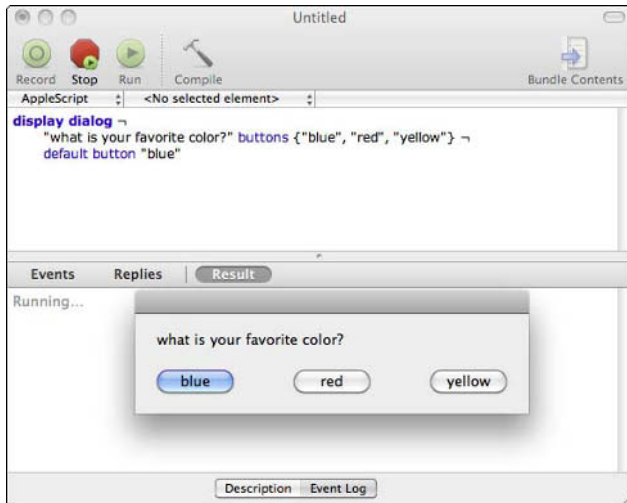 Untitled
Record Stop Run Compile Bundle Contents
AppleScript <No selected element>
display dialog ¬
"what is your favorite color?" buttons {"blue", "red", "yellow"} ¬
default button "blue"
Events Replies Result
Running...
what is your favorite color?
blue red yellow
Description Event Log